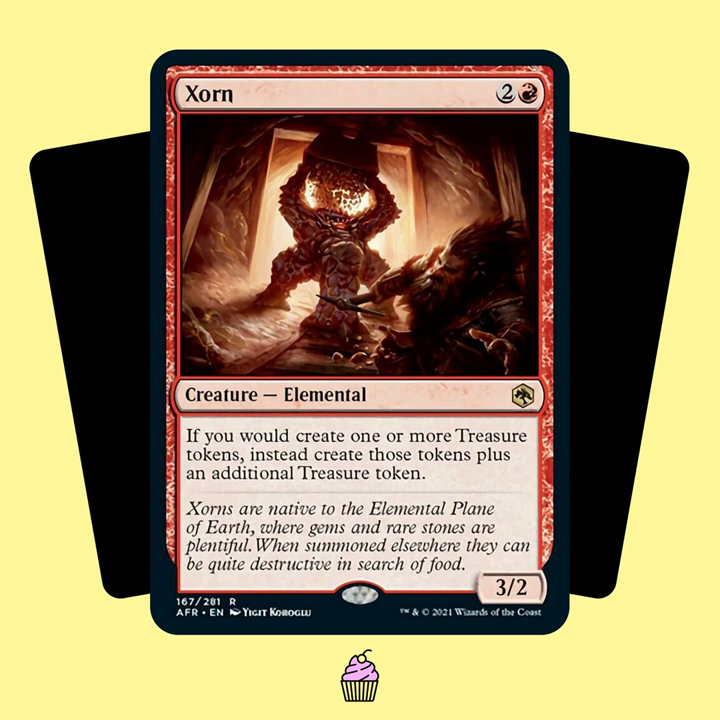 Xorn
2
Creature — Elemental
If you would create one or more Treasure
tokens, instead create those tokens plus
an additional Treasure token.
Xorns are native to the Elemental Plane
of Earth, where gems and rare stones are
plentiful. When summoned elsewhere they can
be quite destructive in search of food.
3/2
167/281 R
AFR • EN Yigit Koroglu
™ & © 2021 Wizards of the Coast